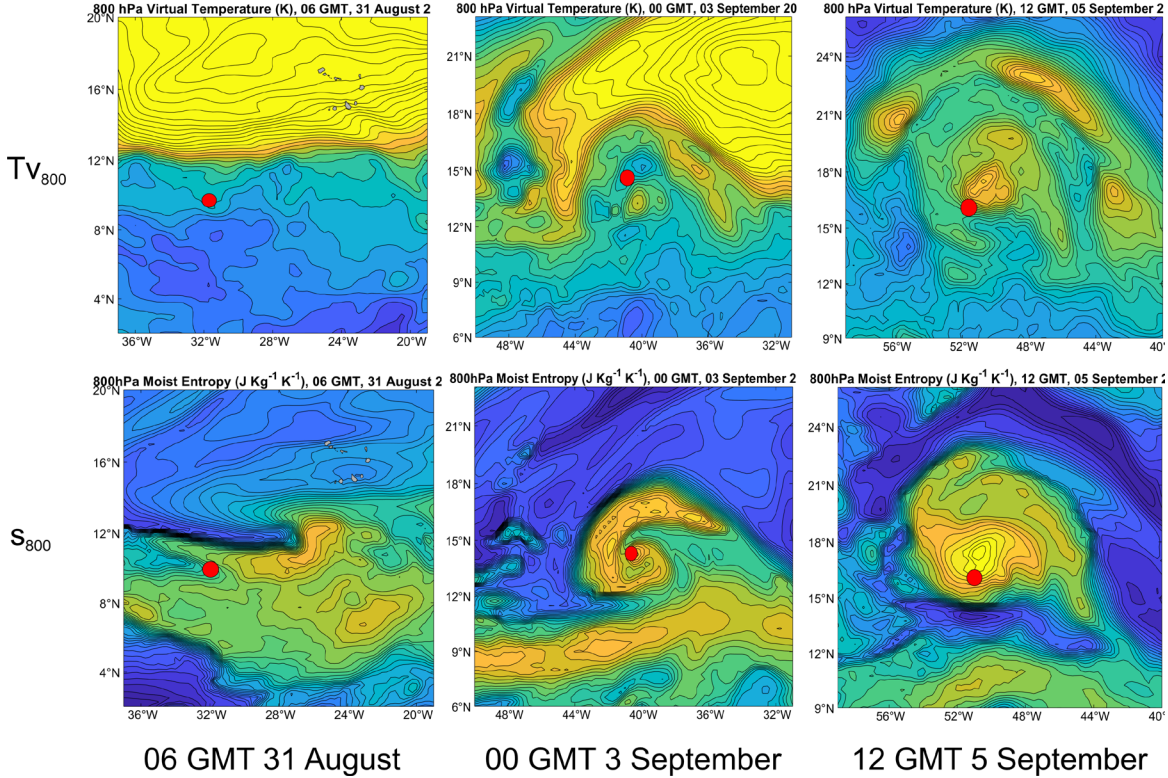 800 hPa Virtual Temperature (K), 06 GMT, 31 August 2
800 hPa Virtual Temperature (K), 00 GMT, 03 September 20
800 hPa Virtual Temperature (K), 12 GMT, 05 September 2
20°N
16°N
12°N
8°N
4°N
36°W
32°W
28°W
24°W
20°W
21°N
18°N
15°N
12°N
9°N
6°N
48°W
44°W
40°W
36°W
32°W
24°N
21°N
18°N
15°N
12°N
9°N
56°W
52°W
48°W
44°W
40°
Tv800
800hPa Moist Entropy (J Kg-1 K-1), 06 GMT, 31 August 2
800hPa Moist Entropy (J Kg-1 K-1), 00 GMT, 03 September 2
800hPa Moist Entropy (J Kg-1 K-1), 12 GMT, 05 September 2
20°N
16°N
12°N
8°N
4°N
36°W
32°W
28°W
24°W
20°W
21°N
18°N
15°N
12°N
9°N
6°N
48°W
44°W
40°W
36°W
32°W
24°N
21°N
18°N
15°N
12°N
9°N
56°W
52°W
48°W
44°W
40°
s800
06 GMT 31 August
00 GMT 3 September
12 GMT 5 September